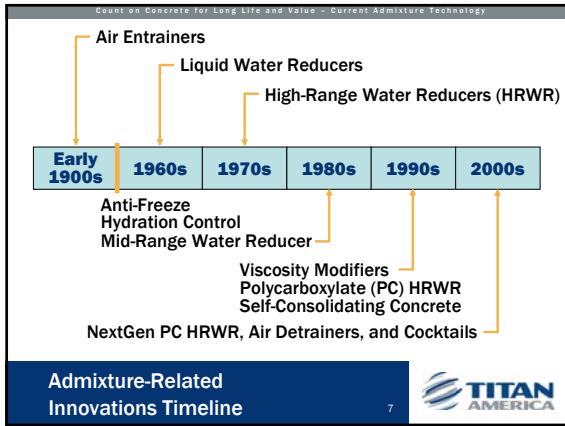 Count on Concrete for Long Life and Value – Current Admixture Technology
Air Entrainers
Liquid Water Reducers
High-Range Water Reducers (HRWR)
Early 1900s
1960s
1970s
1980s
1990s
2000s
Anti-Freeze
Hydration Control
Mid-Range Water Reducer
Viscosity Modifiers
Polycarboxylate (PC) HRWR
Self-Consolidating Concrete
NextGen PC HRWR, Air Detrainers, and Cocktails
Admixture-Related
Innovations Timeline
7
TITAN
AMERICA